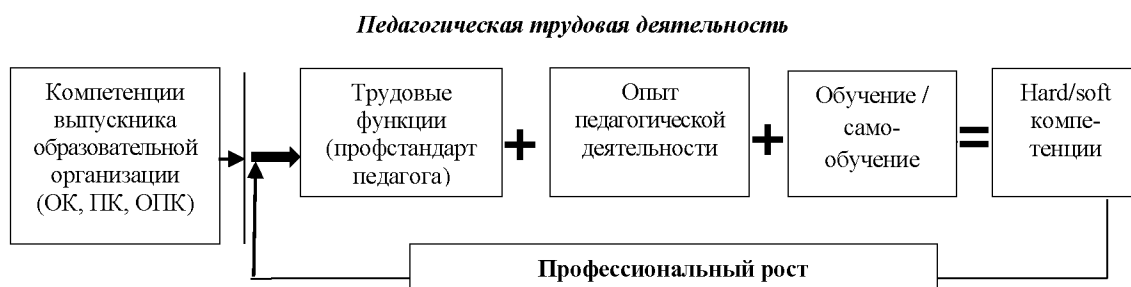 Педагогическая трудовая деятельность
Компетенции
выпускника
образовательной
организации
(ОК, ПК, ОПК)
Трудовые
функции
(профстандарт
педагога)
+
Опыт
педагогической
деятельности
+
Обучение /
само-
обучение
=
Hard/soft
компе-
тенции
Профессиональный рост